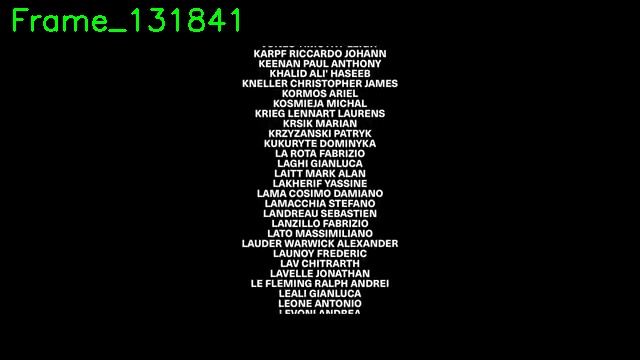 Frame_131841
KARPF RICCARDO JOHANN
KEENAN PAUL ANTHONY
KHALID ALI' HASEEB
KNELLER CHRISTOPHER JAMES
KORMOS ARIEL
KOSMIEJA MICHAL
KRIEG LENNART LAURENS
KRSIK MARIAN
KRZYZANSKI PATRYK
KUKURYTE DOMINYKA
LA ROTA FABRIZIO
LAGHI GIANLUCA
LAITT MARK ALAN
LAKHERIF YASSINE
LAMA COSIMO DAMIANO
LAMACCHIA STEFANO
LANDREAU SEBASTIEN
LANZILLO FABRIZIO
LATO MASSIMILIANO
LAUDER WARWICK ALEXANDER
LAUNOY FREDERIC
LAV CHITRARTH
LAVELLE JONATHAN
LE FLEMING RALPH ANDREI
LEALI GIANLUCA
LEONE ANTONIO
LEVONI ANDREA